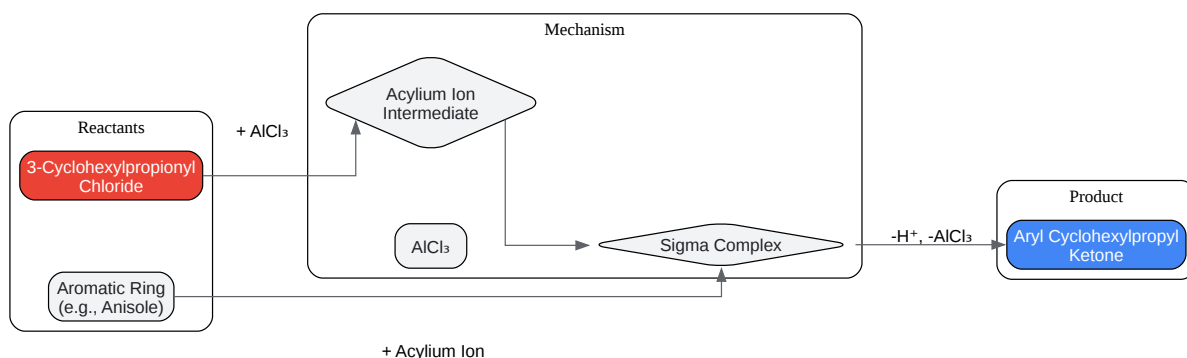 Mechanism
Acylium Ion
Intermediate
Reactants
+ AlCl₃
3-Cyclohexylpropionyl
Chloride
Product
AlCl₃
Sigma Complex
-H⁺, -AlCl₃
Aryl Cyclohexylpropyl
Ketone
Aromatic Ring
(e.g., Anisole)
+ Acylium Ion